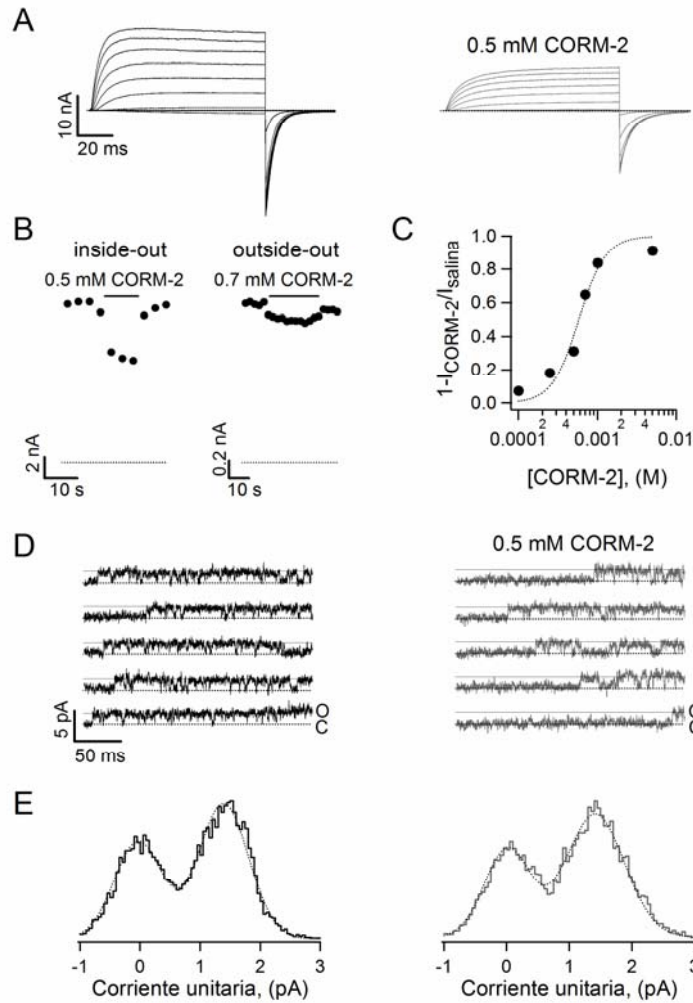 A
0.5 mM CORM-2
10 nA
20 ms
B
inside-out
outside-out
0.5 mM CORM-2
0.7 mM CORM-2
2 nA
10 s
0.2 nA
10 s
C
1-I_CORM-2/I_salina
1.0
0.8
0.6
0.4
0.2
0.0
2 4 2 4
0.0001 0.001 0.01
[CORM-2], (M)
D
0.5 mM CORM-2
O
C
5 pA
50 ms
E
-1 0 1 2 3
Corriente unitaria, (pA)
-1 0 1 2 3
Corriente unitaria, (pA)